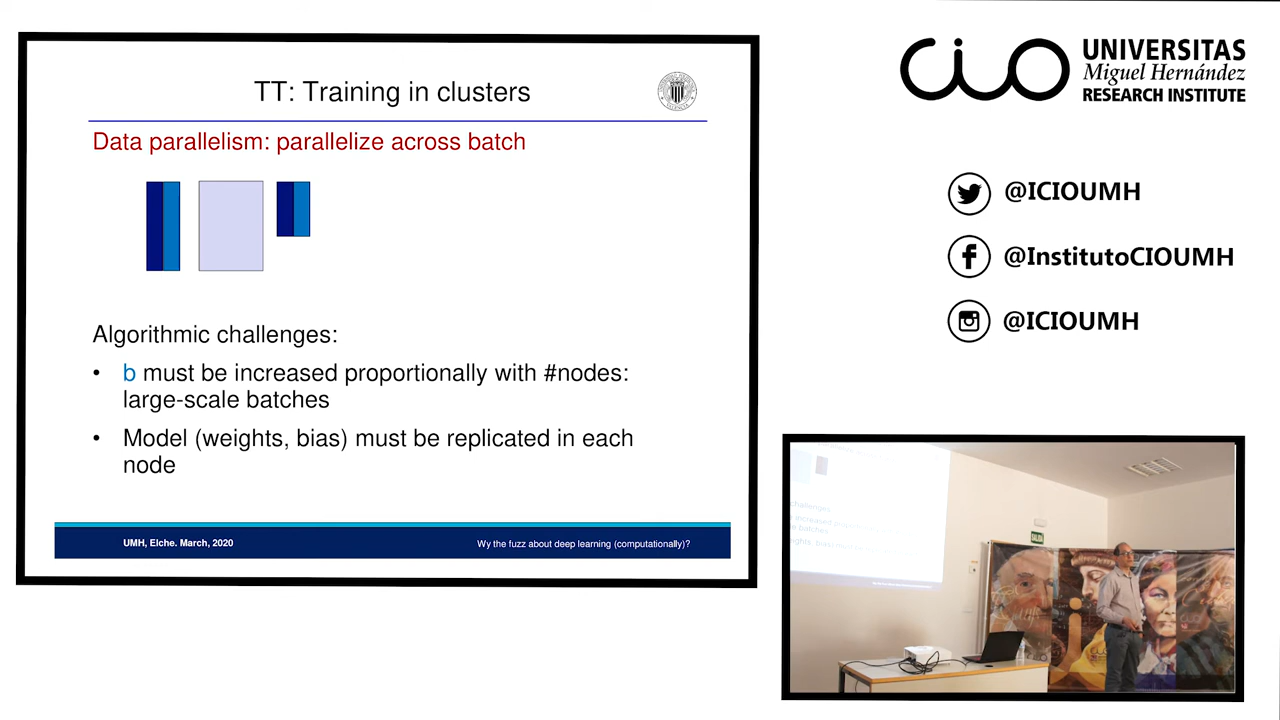 TT: Training in clusters
Data parallelism: parallelize across batch
Algorithmic challenges:
• b must be increased proportionally with #nodes:
large-scale batches
• Model (weights, bias) must be replicated in each
node
UMH, Elche. March, 2020
Wy the fuzz about deep learning (computationally)?
cio
UNIVERSITAS
Miguel Hernández
RESEARCH INSTITUTE
@ICIOUMH
@InstitutoCIOUMH
@ICIOUMH
SALIDA